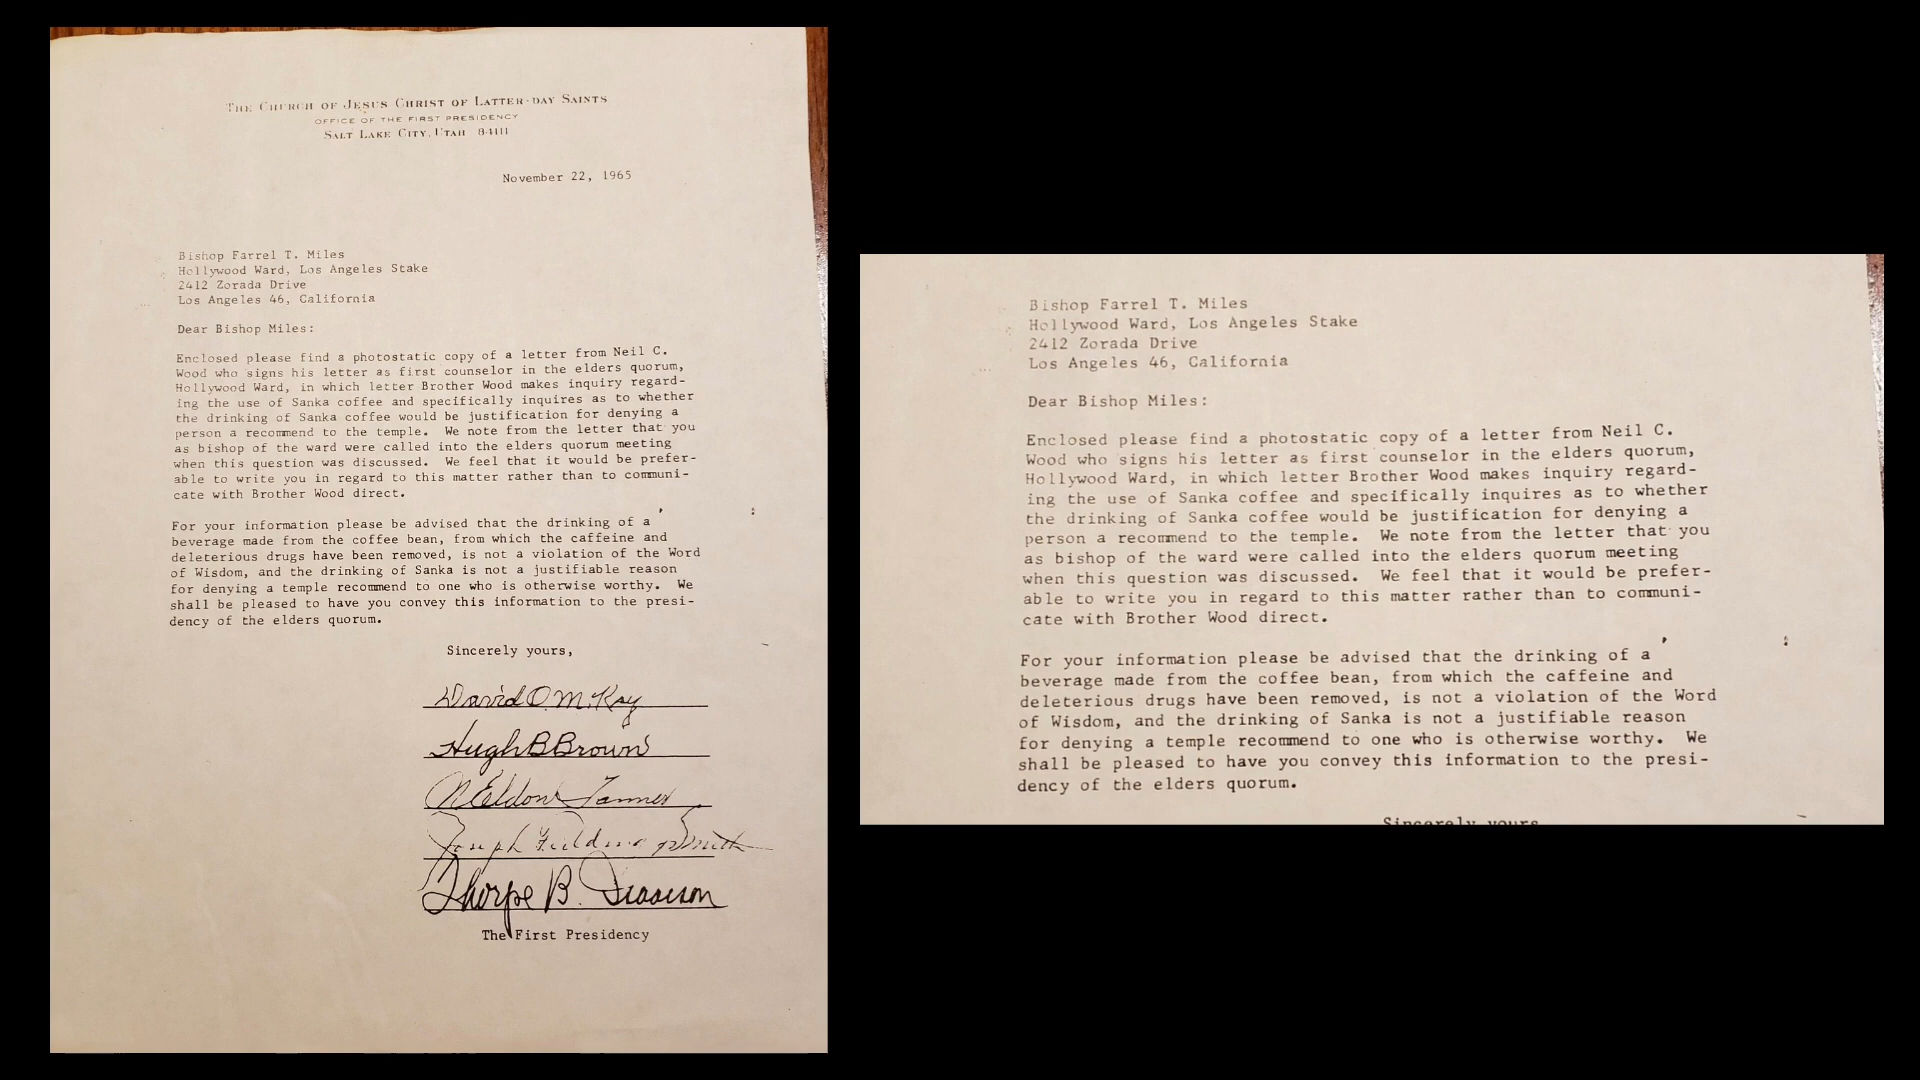 THE CHURCH OF JESUS CHRIST OF LATTER-DAY SAINTS
OFFICE OF THE FIRST PRESIDENCY
SALT LAKE CITY, UTAH 84111
November 22, 1965
Bishop Farrel T. Miles
Hollywood Ward, Los Angeles Stake
2412 Zorada Drive
Los Angeles 46, California
Dear Bishop Miles:
Enclosed please find a photostatic copy of a letter from Neil C.
Wood who signs his letter as first counselor in the elders quorum,
Hollywood Ward, in which letter Brother Wood makes inquiry regard-
ing the use of Sanka coffee and specifically inquires as to whether
the drinking of Sanka coffee would be justification for denying a
person a recommend to the temple.  We note from the letter that you
as bishop of the ward were called into the elders quorum meeting
when this question was discussed.  We feel that it would be prefer-
able to write you in regard to this matter rather than to communi-
cate with Brother Wood direct.
For your information please be advised that the drinking of a
beverage made from the coffee bean, from which the caffeine and
deleterious drugs have been removed, is not a violation of the Word
of Wisdom, and the drinking of Sanka is not a justifiable reason
for denying a temple recommend to one who is otherwise worthy.  We
shall be pleased to have you convey this information to the presi-
dency of the elders quorum.
Sincerely yours,
David O. McKay
Hugh B Brown
N Eldon Tanner
Joseph Fielding Smith
Thorpe B. Isaacson
The First Presidency
Bishop Farrel T. Miles
Hollywood Ward, Los Angeles Stake
2412 Zorada Drive
Los Angeles 46, California
Dear Bishop Miles:
Enclosed please find a photostatic copy of a letter from Neil C.
Wood who signs his letter as first counselor in the elders quorum,
Hollywood Ward, in which letter Brother Wood makes inquiry regard-
ing the use of Sanka coffee and specifically inquires as to whether
the drinking of Sanka coffee would be justification for denying a
person a recommend to the temple.  We note from the letter that you
as bishop of the ward were called into the elders quorum meeting
when this question was discussed.  We feel that it would be prefer-
able to write you in regard to this matter rather than to communi-
cate with Brother Wood direct.
For your information please be advised that the drinking of a
beverage made from the coffee bean, from which the caffeine and
deleterious drugs have been removed, is not a violation of the Word
of Wisdom, and the drinking of Sanka is not a justifiable reason
for denying a temple recommend to one who is otherwise worthy.  We
shall be pleased to have you convey this information to the presi-
dency of the elders quorum.
Sincerely yours